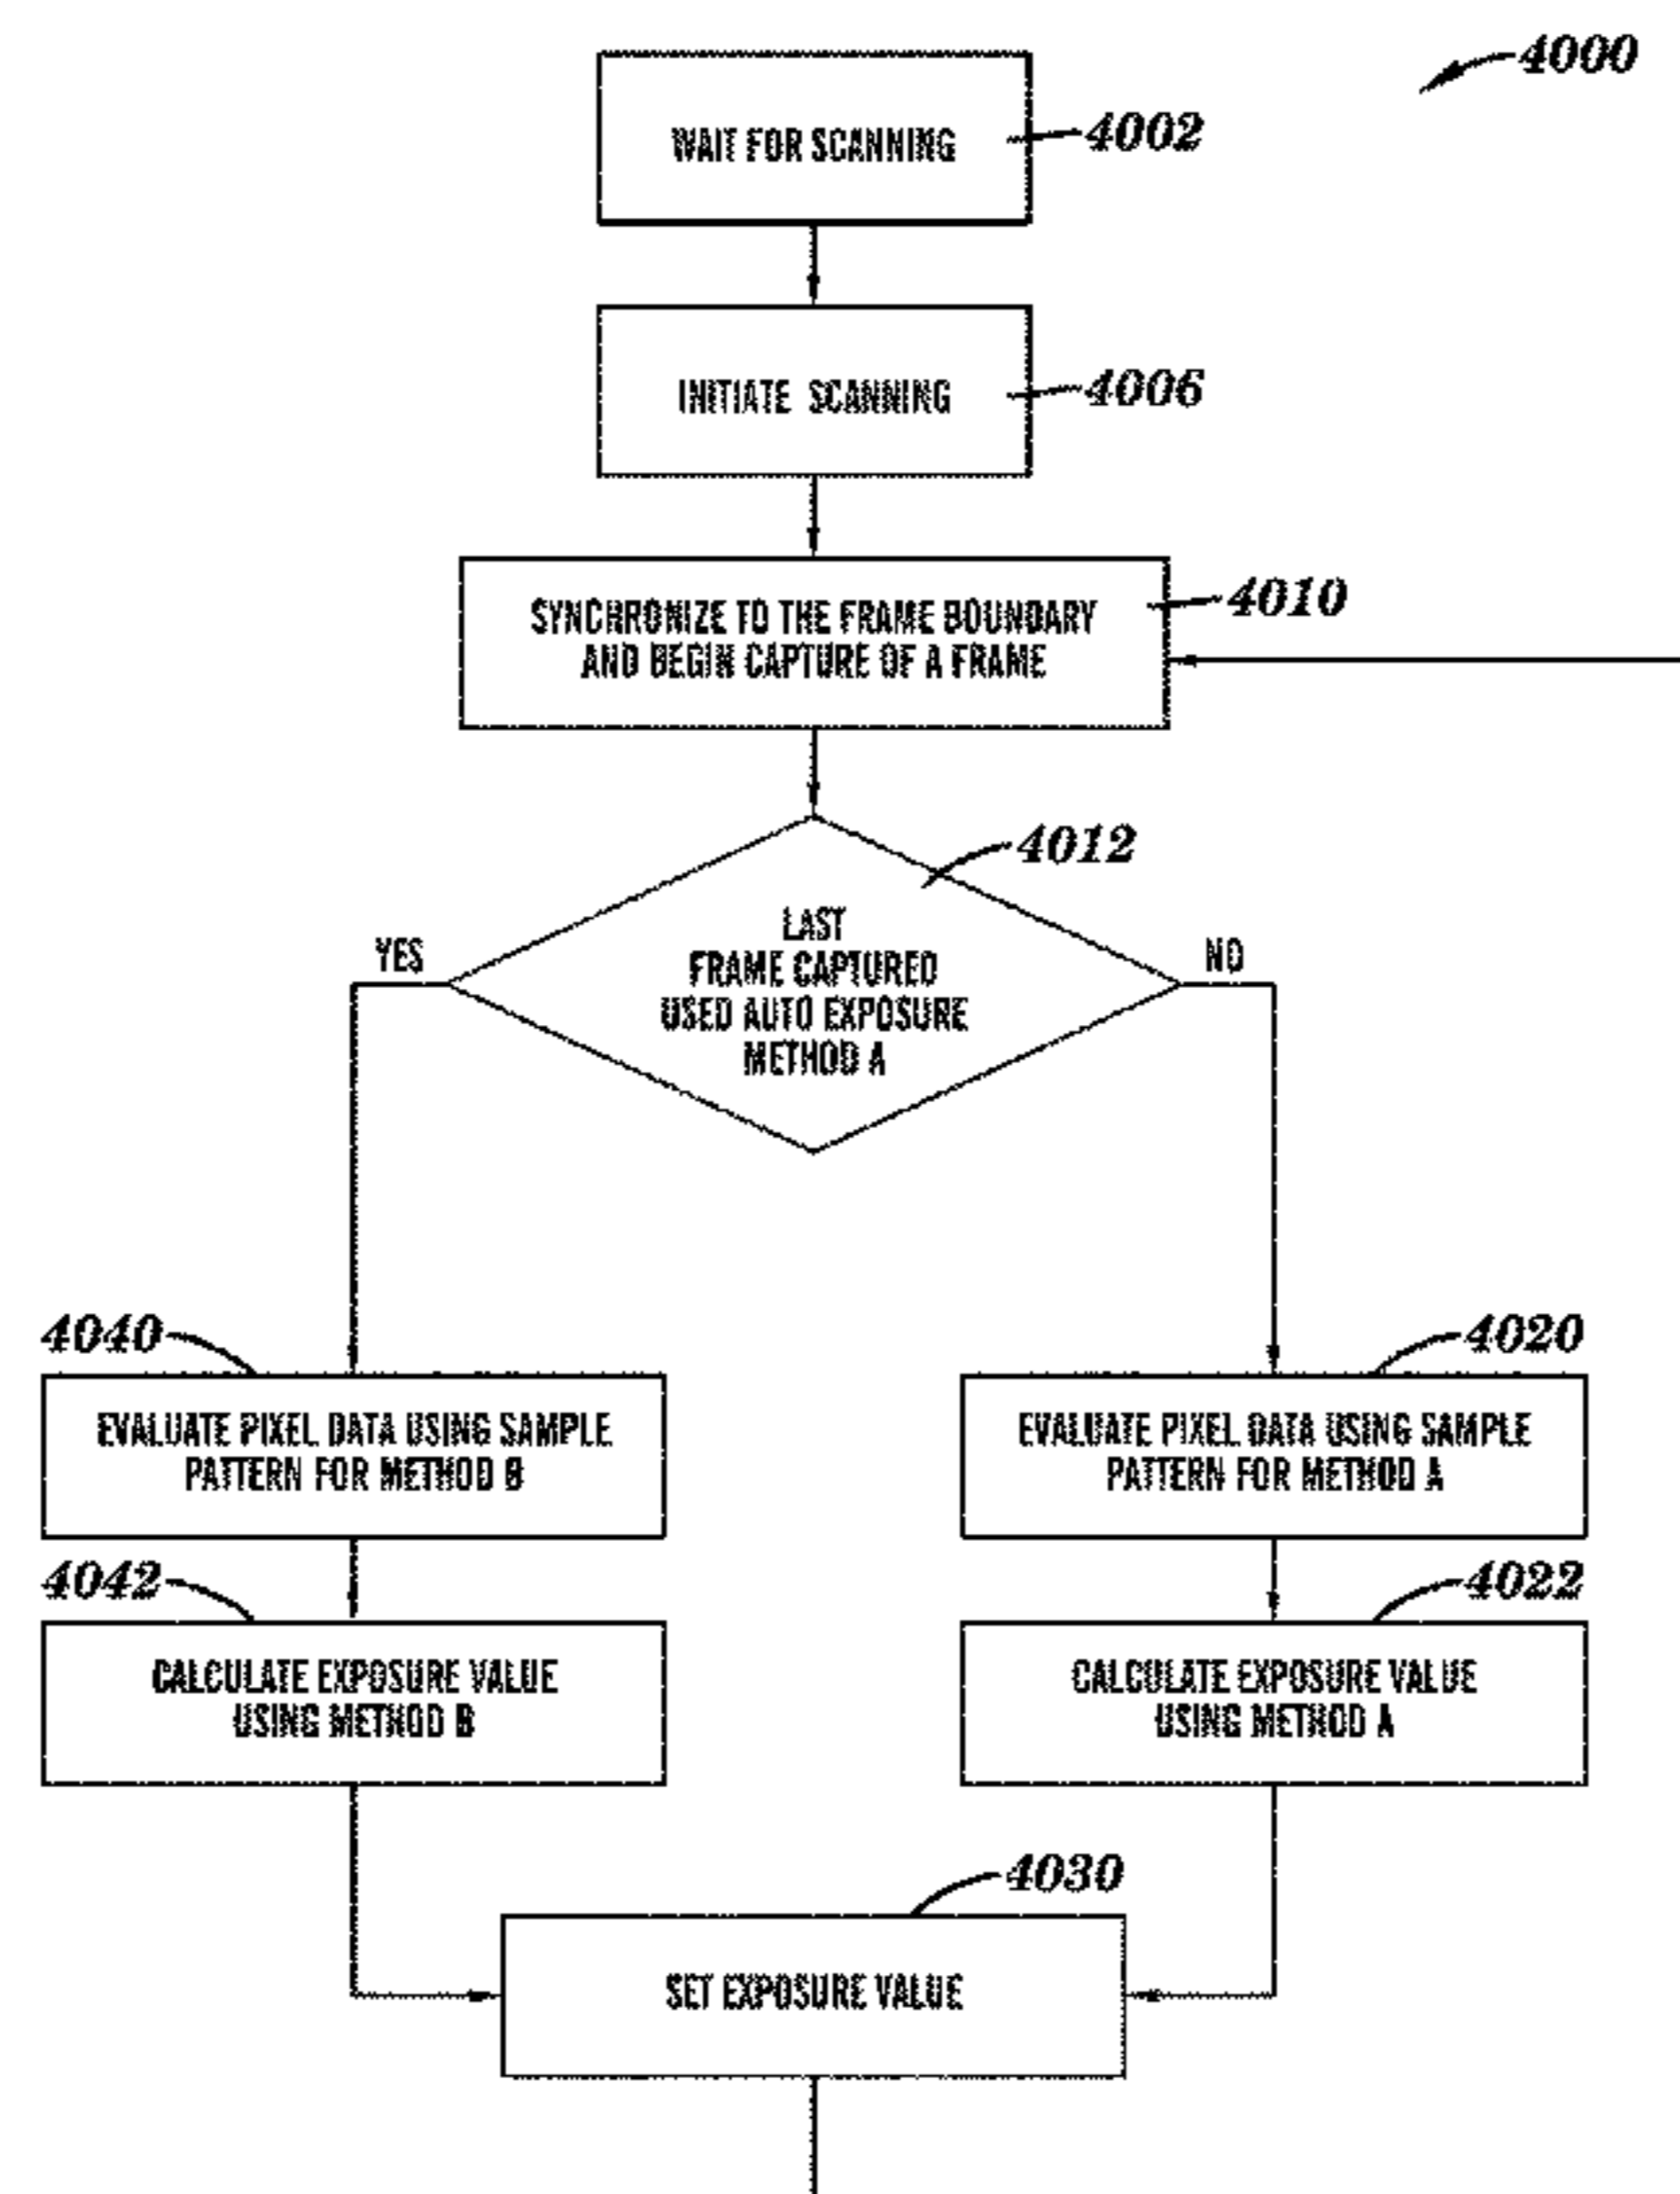 4000
WAIT FOR SCANNING
4002
INITIATE SCANNING
4006
SYNCHRONIZE TO THE FRAME BOUNDARY
AND BEGIN CAPTURE OF A FRAME
4010
4012
LAST
FRAME CAPTURED
USED AUTO EXPOSURE
METHOD A
YES
NO
4040
EVALUATE PIXEL DATA USING SAMPLE
PATTERN FOR METHOD B
4020
EVALUATE PIXEL DATA USING SAMPLE
PATTERN FOR METHOD A
4042
CALCULATE EXPOSURE VALUE
USING METHOD B
4022
CALCULATE EXPOSURE VALUE
USING METHOD A
4030
SET EXPOSURE VALUE